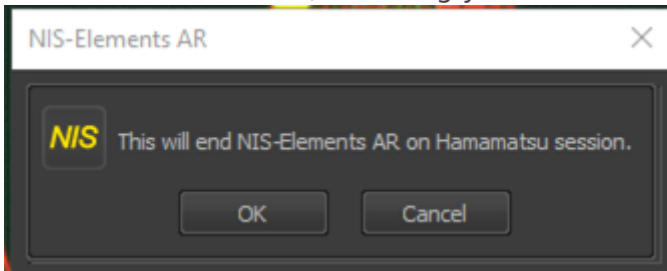 NIS-Elements AR
NIS This will end NIS-Elements AR on Hamamatsu session.
OK Cancel